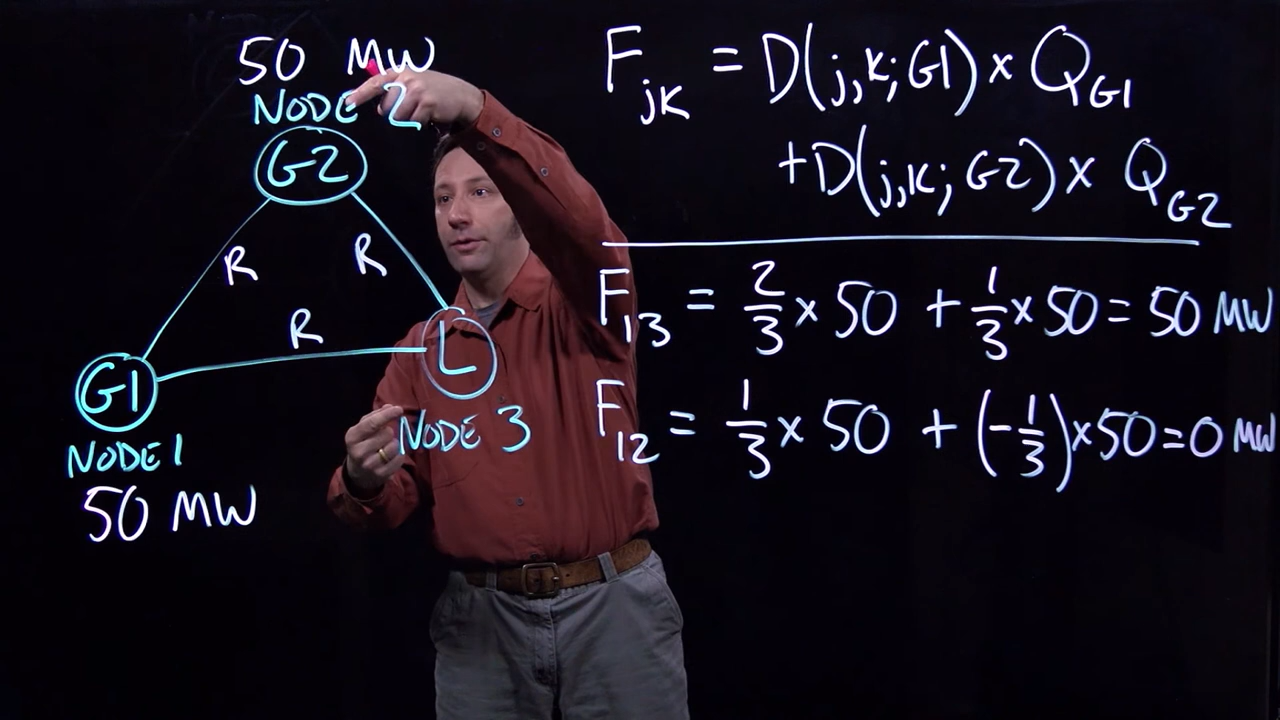 50 MW
NODE 2
G2
R R
R
G1
L
NODE 1
NODE 3
50 MW
F_jk = D(j,k;G1) × Q_G1
+D(j,k;G2) × Q_G2
F_13 = 2/3 × 50 + 1/3 × 50 = 50 MW
F_12 = 1/3 × 50 + (-1/3) × 50 = 0 MW